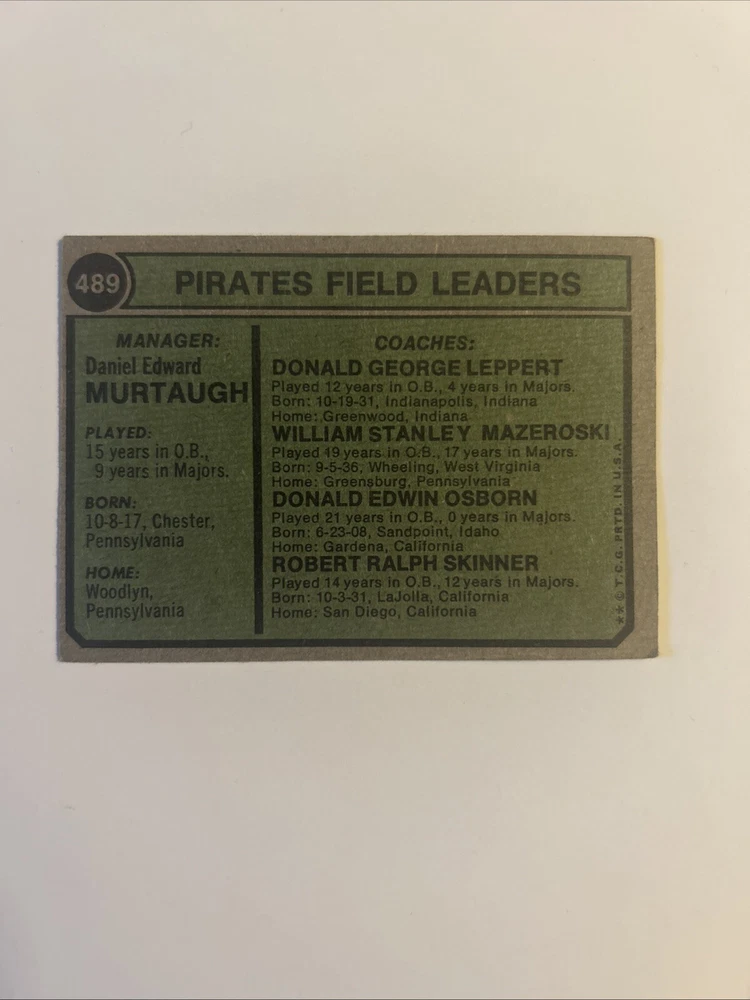 489
PIRATES FIELD LEADERS
MANAGER:
Daniel Edward
MURTAUGH
PLAYED:
15 years in O.B.,
9 years in Majors.
BORN:
10-8-17, Chester,
Pennsylvania
HOME:
Woodlyn,
Pennsylvania
COACHES:
DONALD GEORGE LEPPERT
Played 12 years in O.B., 4 years in Majors.
Born: 10-19-31, Indianapolis, Indiana
Home: Greenwood, Indiana
WILLIAM STANLEY MAZEROSKI
Played 19 years in O.B., 17 years in Majors.
Born: 9-5-36, Wheeling, West Virginia
Home: Greensburg, Pennsylvania
DONALD EDWIN OSBORN
Played 21 years in O.B., 0 years in Majors.
Born: 6-23-08, Sandpoint, Idaho
Home: Gardena, California
ROBERT RALPH SKINNER
Played 14 years in O.B., 12 years in Majors.
Born: 10-3-31, LaJolla, California
Home: San Diego, California
★★ © T.C.G. PRTD. IN U.S.A.